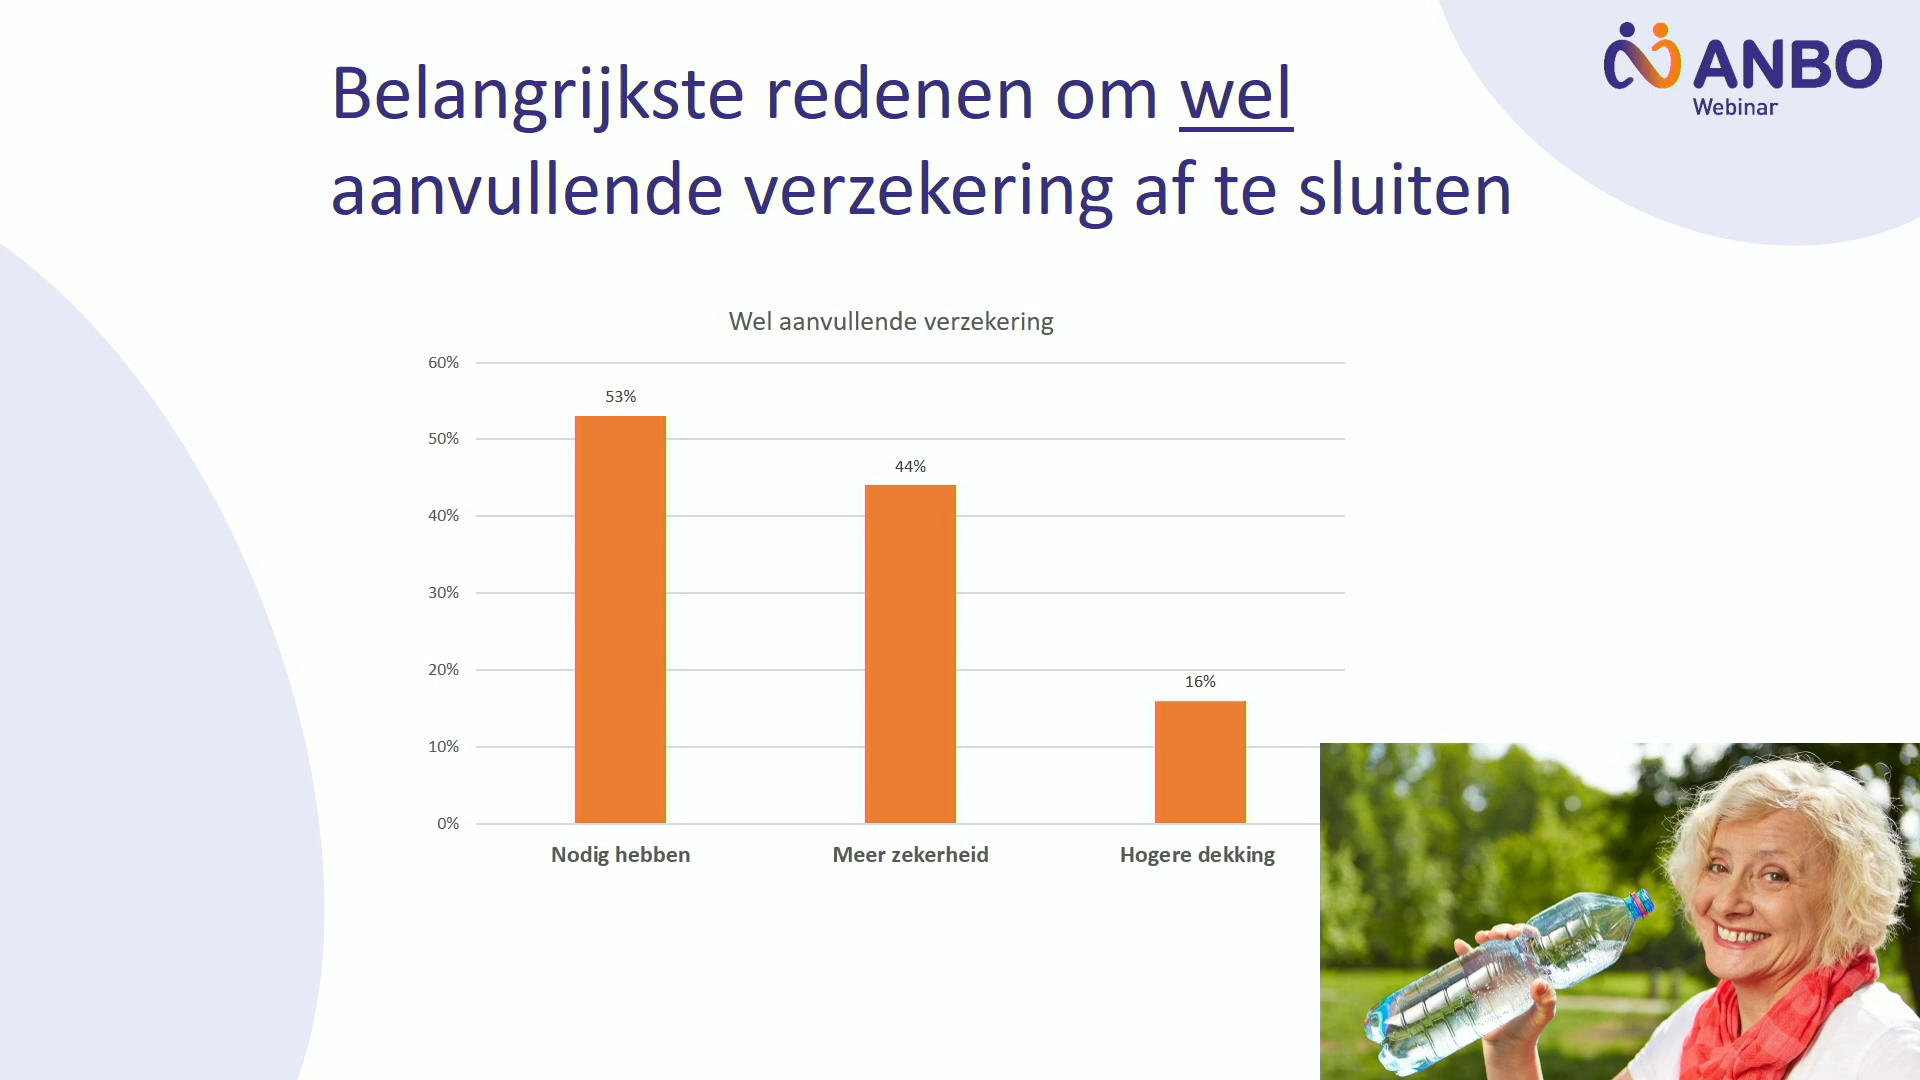 ANBO
Webinar
Belangrijkste redenen om wel
aanvullende verzekering af te sluiten
Wel aanvullende verzekering
60%
50%
40%
30%
20%
10%
0%
53%
44%
16%
Nodig hebben
Meer zekerheid
Hogere dekking